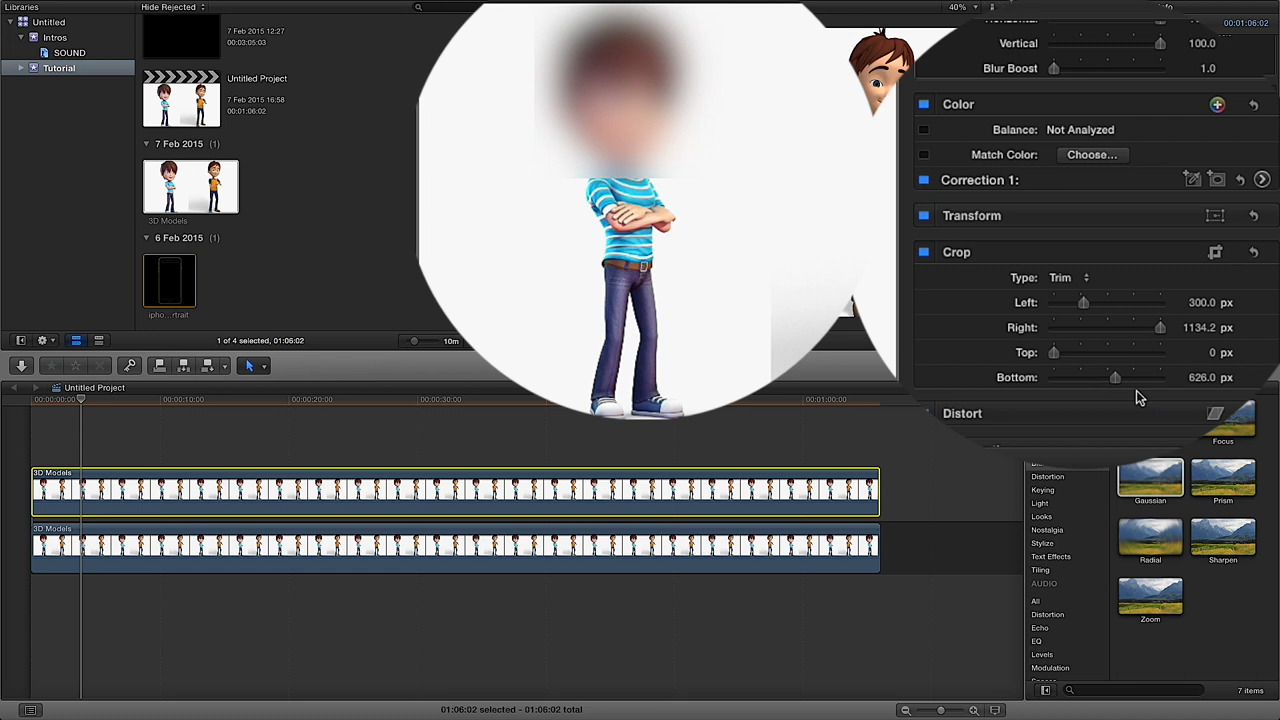 Libraries
Hide Rejected
40%
00:01:06:02
Untitled
Intros
SOUND
Tutorial
7 Feb 2015 12:27
00:03:05:03
Untitled Project
7 Feb 2015 16:58
00:01:06:02
7 Feb 2015 (1)
3D Models
6 Feb 2015 (1)
ipho...rtrait
1 of 4 selected, 01:06:02
10m
Vertical 100.0
Blur Boost 1.0
Color
Balance: Not Analyzed
Match Color: Choose...
Correction 1:
Transform
Crop
Type: Trim
Left: 300.0 px
Right: 1134.2 px
Top: 0 px
Bottom: 626.0 px
Distort
Untitled Project
00:00:00:00 00:00:10:00 00:00:20:00 00:00:30:00 00:01:00:00
3D Models
3D Models
Distortion
Keying
Light
Looks
Nostalgia
Stylize
Text Effects
Tiling
AUDIO
All
Distortion
Echo
EQ
Levels
Modulation
Focus
Gaussian
Prism
Radial
Sharpen
Zoom
7 items
01:06:02 selected - 01:06:02 total